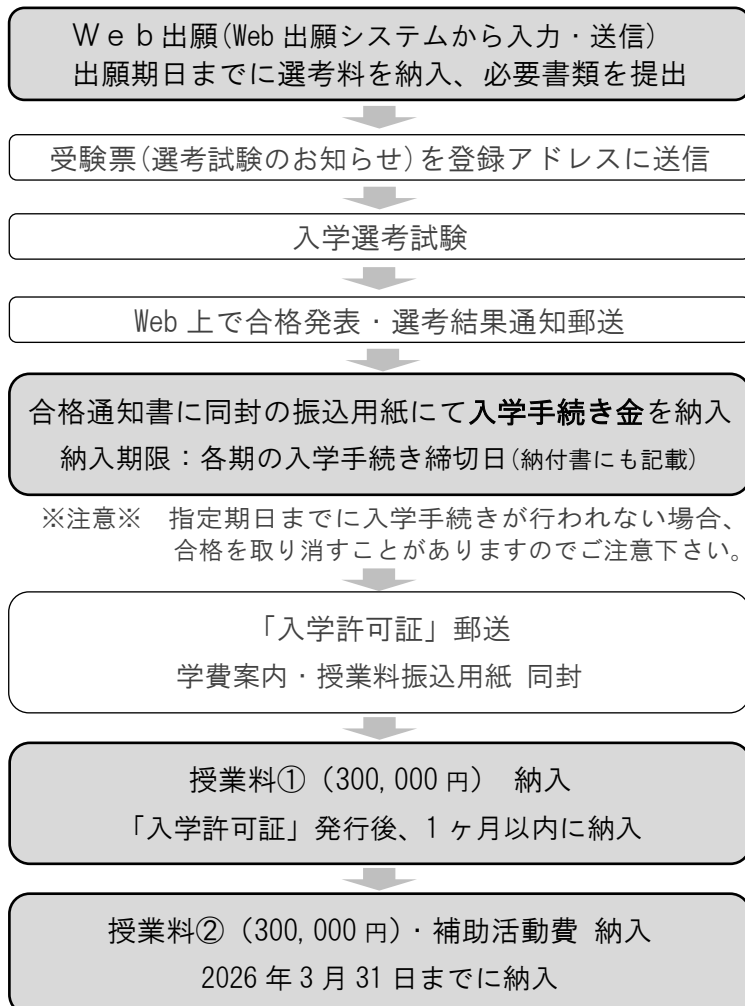 Ｗｅｂ出願(Web 出願システムから入力・送信)
出願期日までに選考料を納入、必要書類を提出
受験票(選考試験のお知らせ)を登録アドレスに送信
入学選考試験
Web 上で合格発表・選考結果通知郵送
合格通知書に同封の振込用紙にて入学手続き金を納入
納入期限：各期の入学手続き締切日(納付書にも記載)
※注意※　指定期日までに入学手続きが行われない場合、
合格を取り消すことがありますのでご注意下さい。
「入学許可証」郵送
学費案内・授業料振込用紙 同封
授業料①（300,000 円）　納入
「入学許可証」発行後、1 ヶ月以内に納入
授業料②（300,000 円）・補助活動費 納入
2026 年 3 月 31 日までに納入